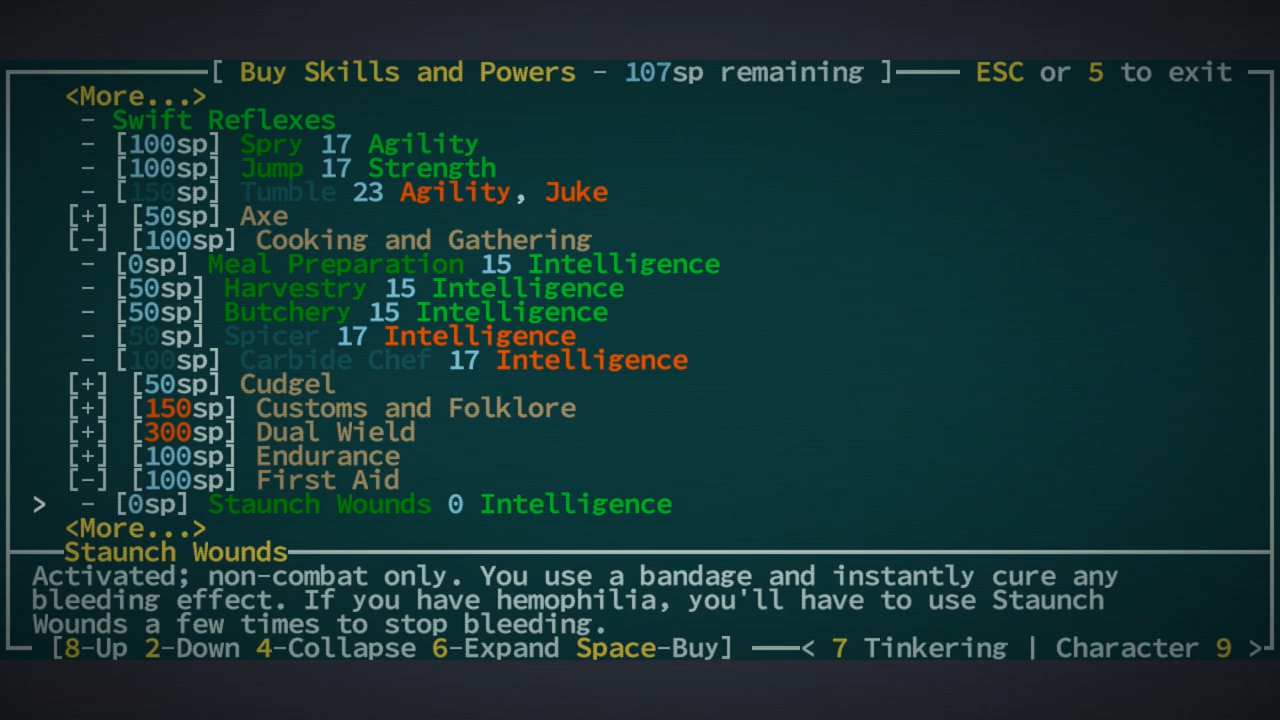 [ Buy Skills and Powers - 107sp remaining ] ESC or 5 to exit
<More...>
- Swift Reflexes
- [100sp] Spry 17 Agility
- [100sp] Jump 17 Strength
- [150sp] Tumble 23 Agility, Juke
[+] [50sp] Axe
[-] [100sp] Cooking and Gathering
- [0sp] Meal Preparation 15 Intelligence
- [50sp] Harvestry 15 Intelligence
- [50sp] Butchery 15 Intelligence
- [50sp] Spicer 17 Intelligence
- [100sp] Carbide Chef 17 Intelligence
[+] [50sp] Cudgel
[+] [150sp] Customs and Folklore
[+] [300sp] Dual Wield
[+] [100sp] Endurance
[-] [100sp] First Aid
> - [0sp] Staunch Wounds 0 Intelligence
<More...>
Staunch Wounds
Activated; non-combat only. You use a bandage and instantly cure any
bleeding effect. If you have hemophilia, you'll have to use Staunch
Wounds a few times to stop bleeding.
[8-Up 2-Down 4-Collapse 6-Expand Space-Buy] < 7 Tinkering | Character 9 >